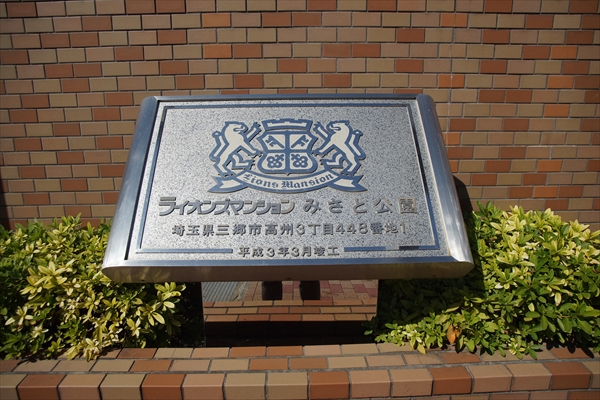 Lions Mansion
ライオンズマンション みさと公園
埼玉県三郷市高州3丁目448番地1
平成3年3月竣工